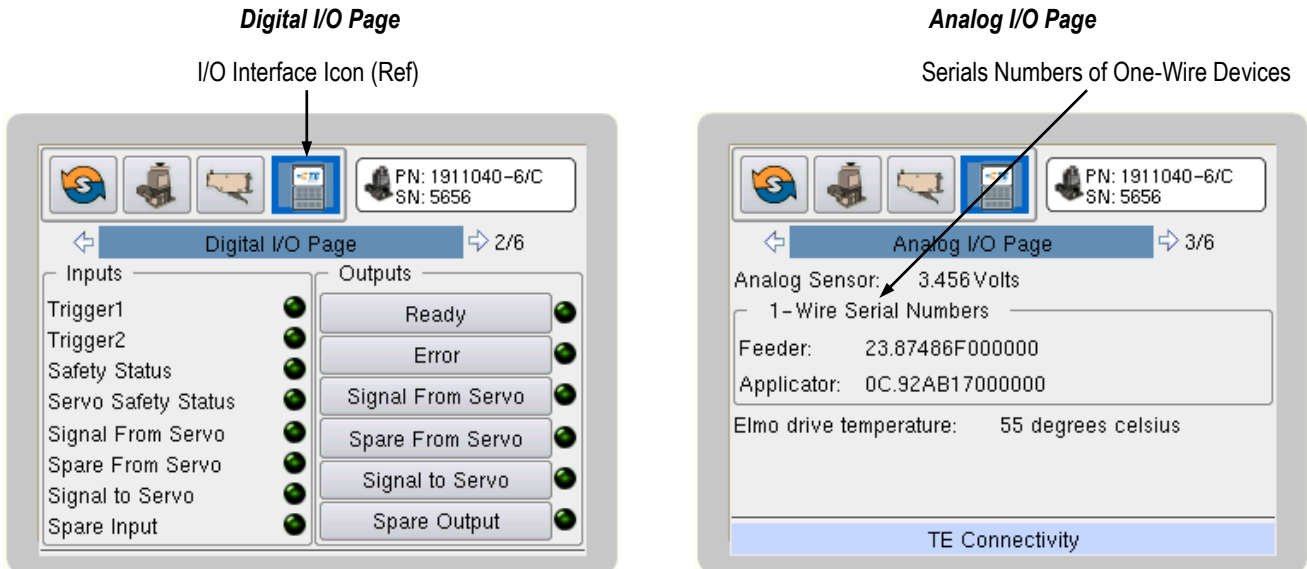 Digital I/O Page
I/O Interface Icon (Ref)
TE
PN: 1911040-6/C
SN: 5656
Digital I/O Page
2/6
Inputs
Trigger1
Trigger2
Safety Status
Servo Safety Status
Signal From Servo
Spare From Servo
Signal to Servo
Spare Input
Outputs
Ready
Error
Signal From Servo
Spare From Servo
Signal to Servo
Spare Output
Analog I/O Page
Serials Numbers of One-Wire Devices
TE
PN: 1911040-6/C
SN: 5656
Analog I/O Page
3/6
Analog Sensor: 3.456 Volts
1-Wire Serial Numbers
Feeder: 23.87486F000000
Applicator: 0C.92AB17000000
Elmo drive temperature: 55 degrees celsius
TE Connectivity